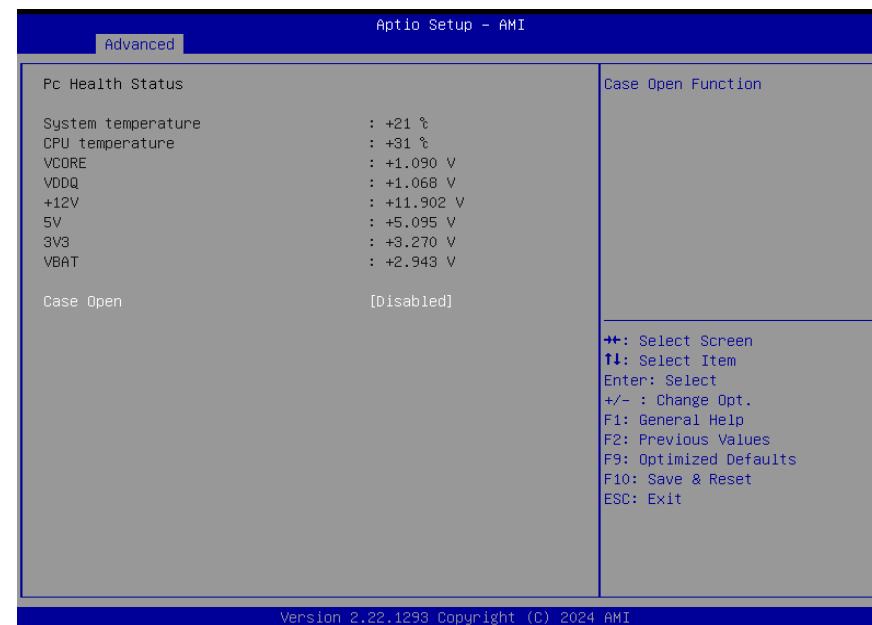 Aptio Setup – AMI
Advanced
Pc Health Status
System temperature : +21 ℃
CPU temperature : +31 ℃
VCORE : +1.090 V
VDDQ : +1.068 V
+12V : +11.902 V
5V : +5.095 V
3V3 : +3.270 V
VBAT : +2.943 V
Case Open [Disabled]
Case Open Function
→←: Select Screen
↑↓: Select Item
Enter: Select
+/- : Change Opt.
F1: General Help
F2: Previous Values
F9: Optimized Defaults
F10: Save & Reset
ESC: Exit
Version 2.22.1293 Copyright (C) 2024 AMI